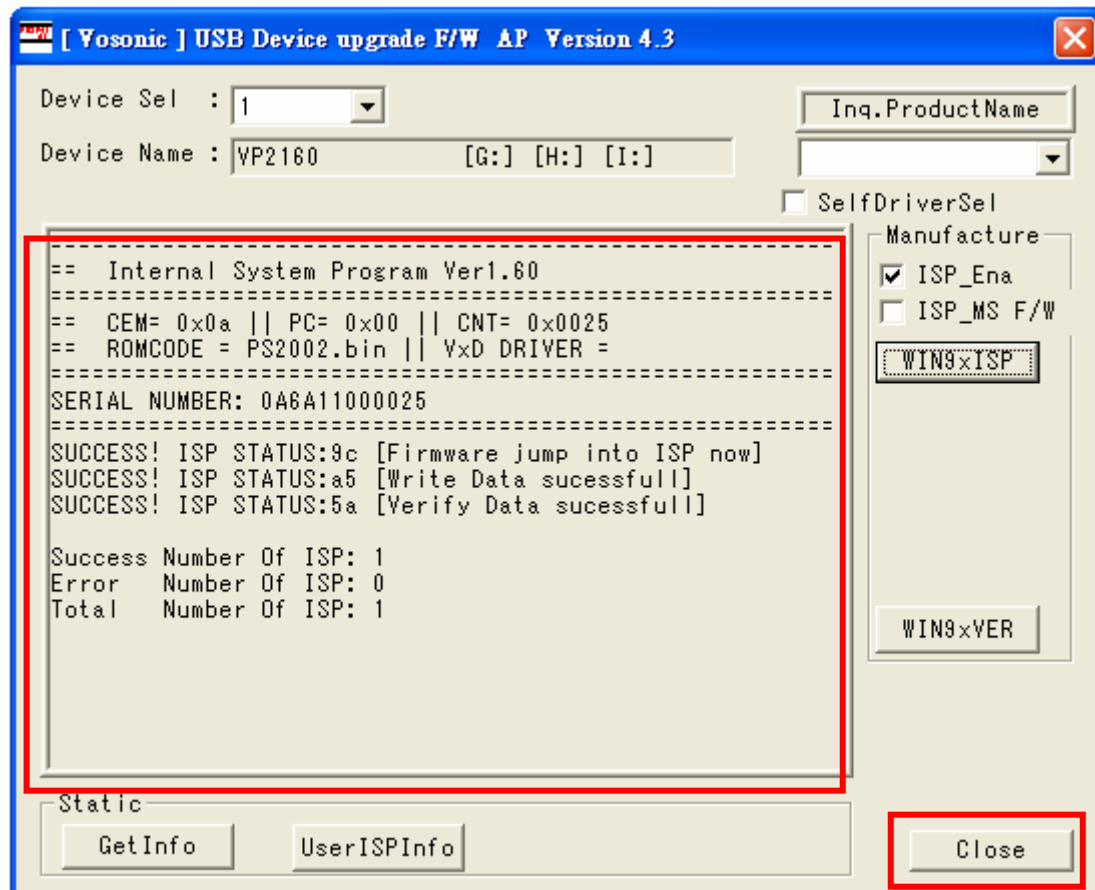 [ Vosonic ] USB Device upgrade F/W AP Version 4.3
Device Sel : 1
Inq.ProductName
Device Name : VP2160 [G:] [H:] [I:]
SelfDriverSel
Manufacture
ISP_Ena
ISP_MS F/W
WIN9xISP
WIN9xVER
== Internal System Program Ver1.60
== CEM= 0x0a || PC= 0x00 || CNT= 0x0025
== ROMCODE = PS2002.bin || VxD DRIVER =
SERIAL NUMBER: 0A6A11000025
SUCCESS! ISP STATUS:9c [Firmware jump into ISP now]
SUCCESS! ISP STATUS:a5 [Write Data sucessfull]
SUCCESS! ISP STATUS:5a [Verify Data sucessfull]
Success Number Of ISP: 1
Error Number Of ISP: 0
Total Number Of ISP: 1
Static
GetInfo
UserISPInfo
Close